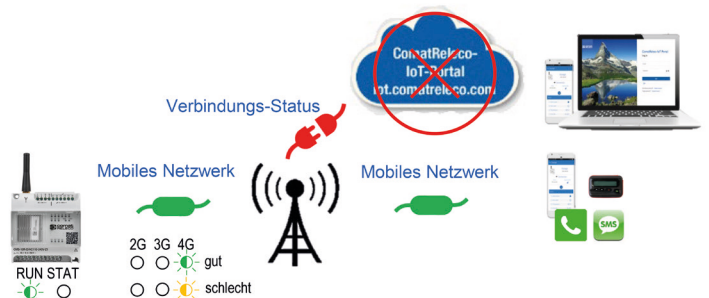 ComatReleco-
IoT-Portal
iot.comatreleco.com
Verbindungs-Status
Mobiles Netzwerk
Mobiles Netzwerk
2G 3G 4G
gut
schlecht
RUN STAT
SMS